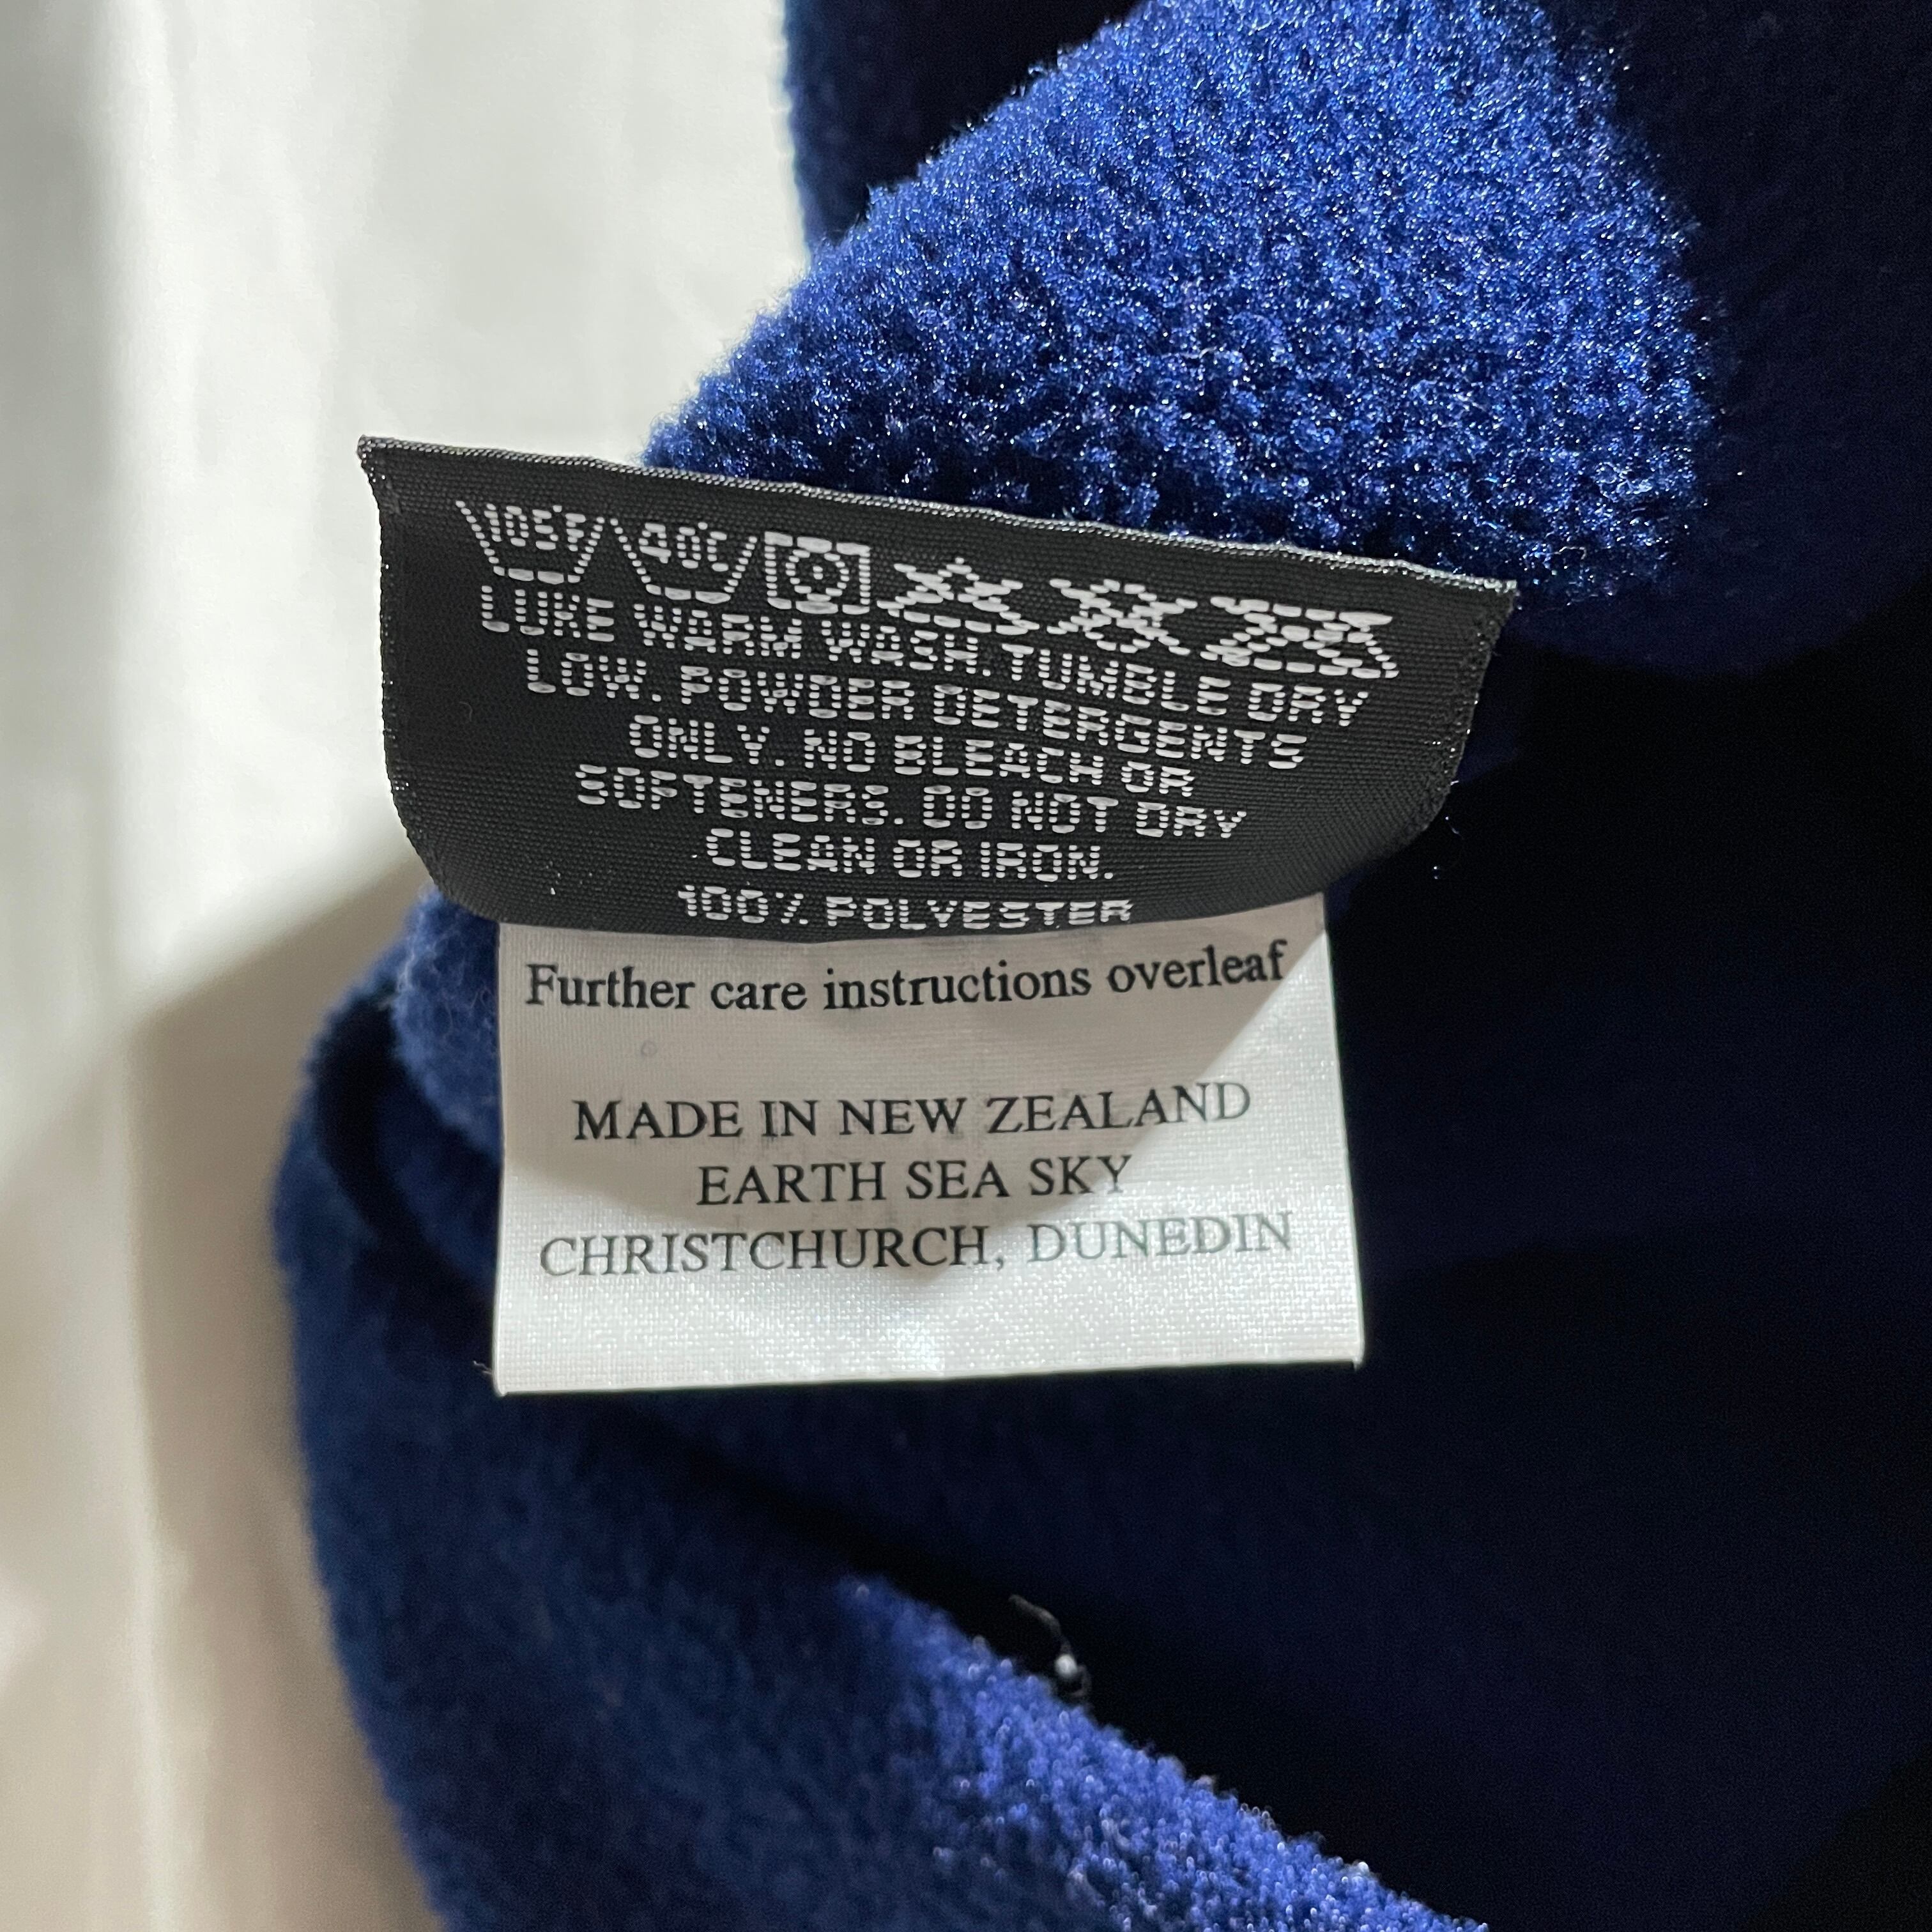 105F 40C
LUKE WARM WASH. TUMBLE DRY
LOW. POWDER DETERGENTS
ONLY. NO BLEACH OR
SOFTENERS. DO NOT DRY
CLEAN OR IRON.
100% POLYESTER
Further care instructions overleaf
MADE IN NEW ZEALAND
EARTH SEA SKY
CHRISTCHURCH, DUNEDIN